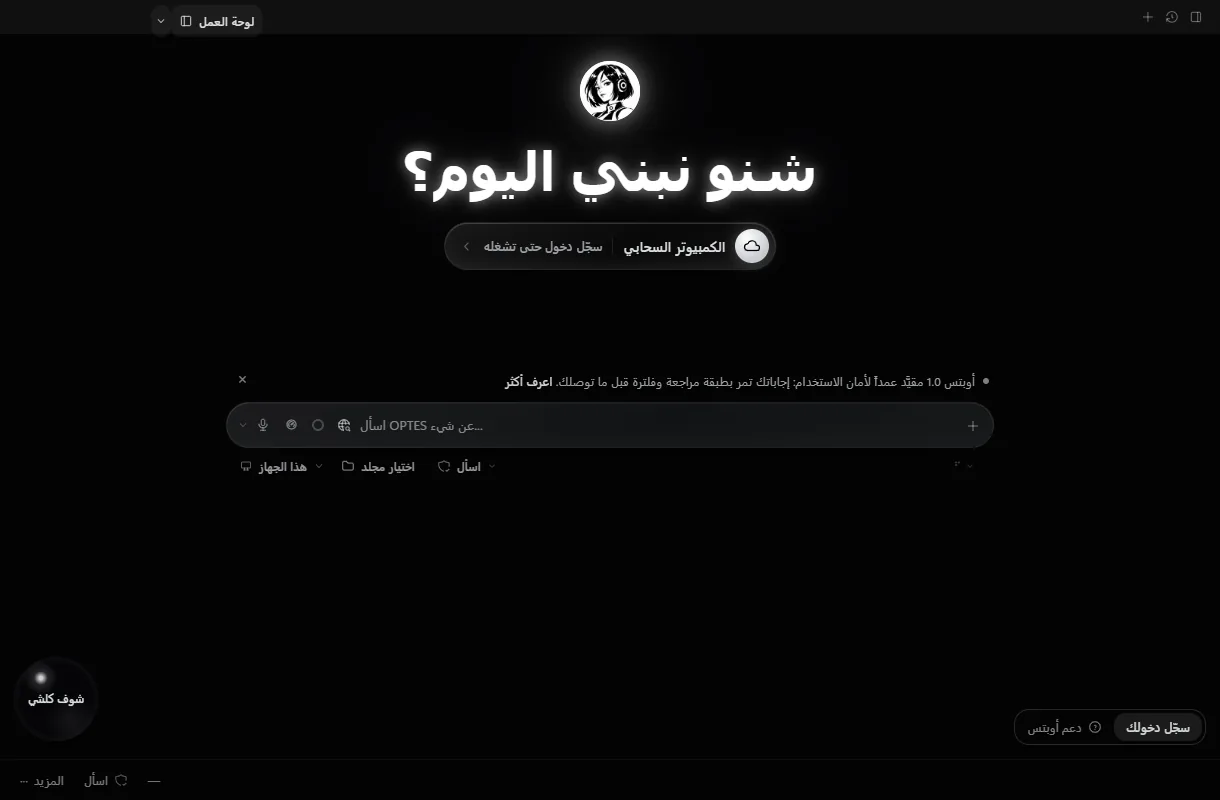 لوحة العمل
شنو نبني اليوم؟
الكمبيوتر السحابي
سجّل دخول حتى تشغله
أوبتس 1.0 مقيَّد عمداً لأمان الاستخدام: إجاباتك تمر بطبقة مراجعة وفلترة قبل ما توصلك. اعرف أكثر
اسأل OPTES عن شيء...
هذا الجهاز
اختيار مجلد
اسأل
شوف كلشي
سجّل دخولك
دعم أوبتس
اسأل
المزيد ···